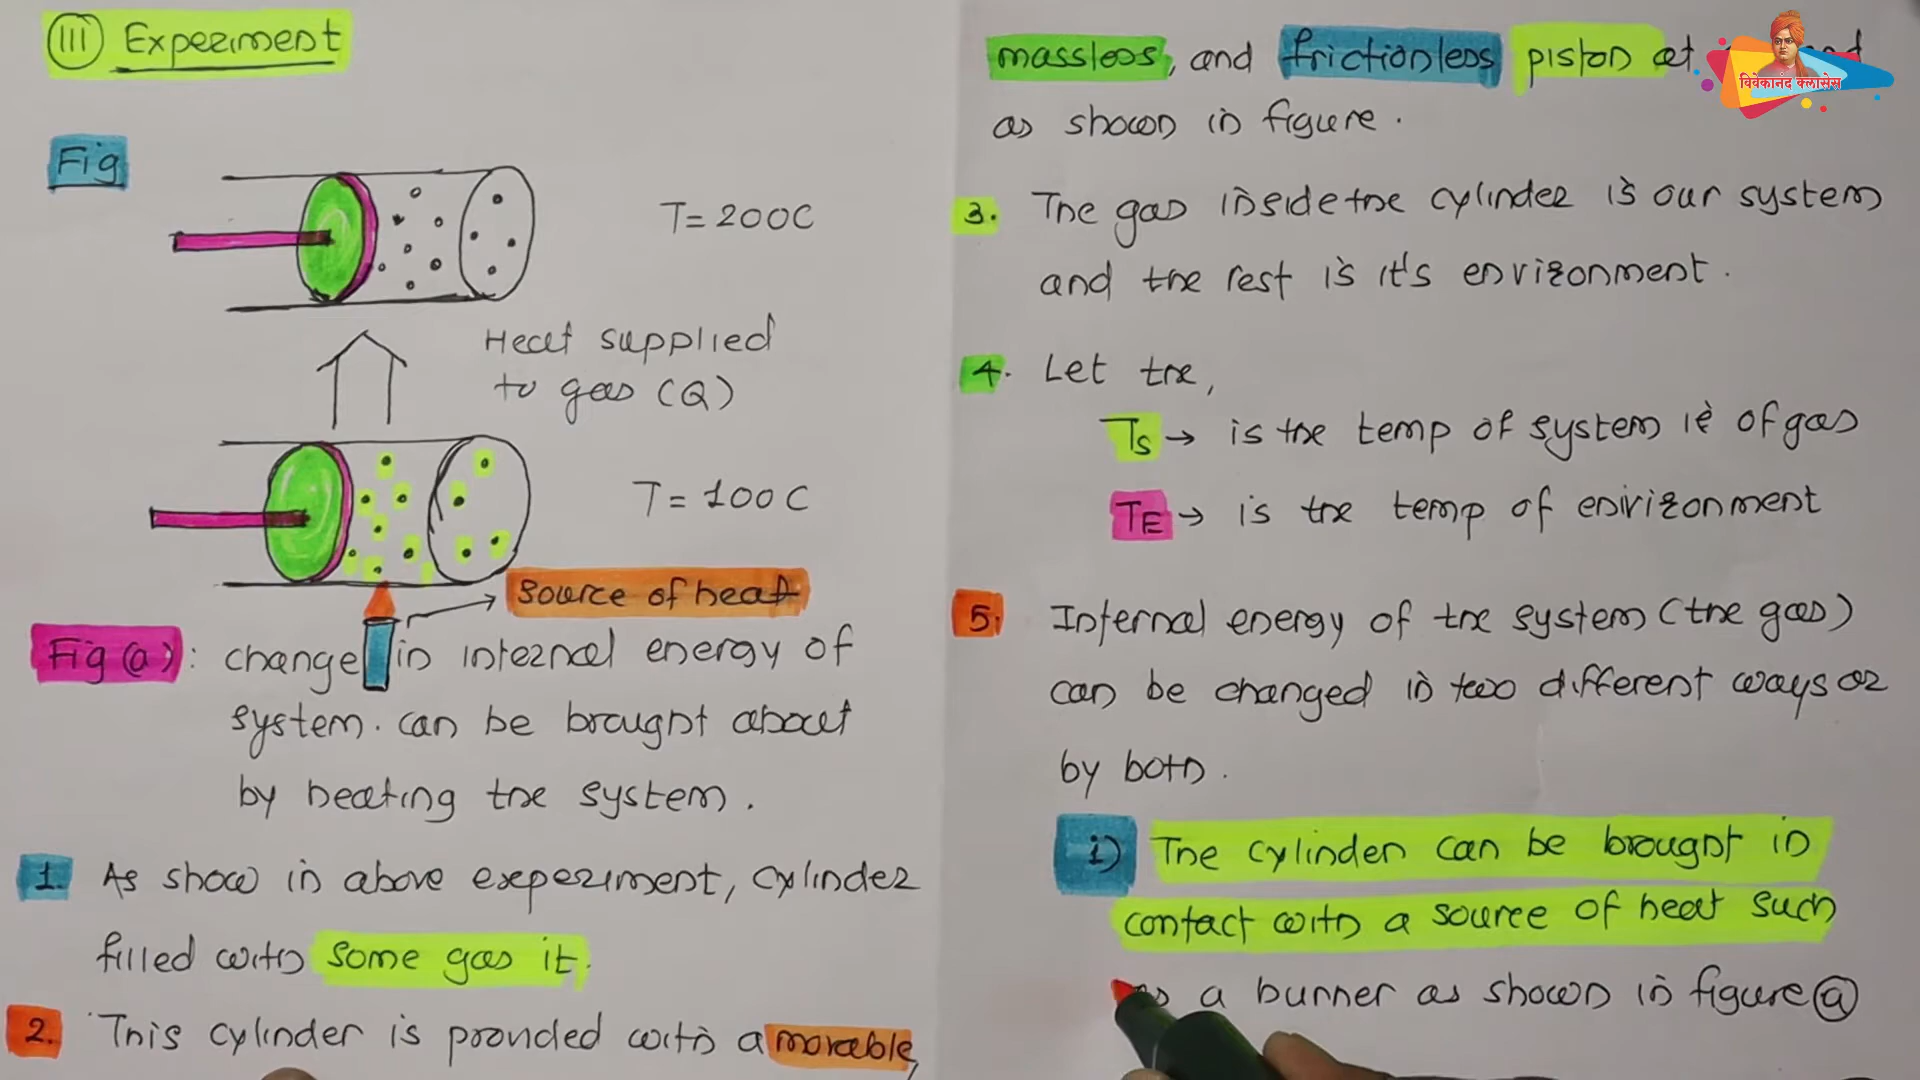 III Experiment
Fig
T = 200C
Heat supplied
to gas (Q)
T = 100C
Source of heat
Fig (a) : change in internal energy of
system. can be brought about
by heating the system.
1. As show in above experiment, cylinder
filled with some gas it.
2. This cylinder is provided with a movable,
massless, and frictionless piston at
as shown in figure.
3. The gas inside the cylinder is our system
and the rest is it's environment.
4. Let the,
Ts → is the temp of system ie of gas
TE → is the temp of environment
5. Internal energy of the system (the gas)
can be changed in two different ways or
by both.
i) The cylinder can be brought in
contact with a source of heat such
a burner as shown in figure (a)
विवेकानंद क्लासेस